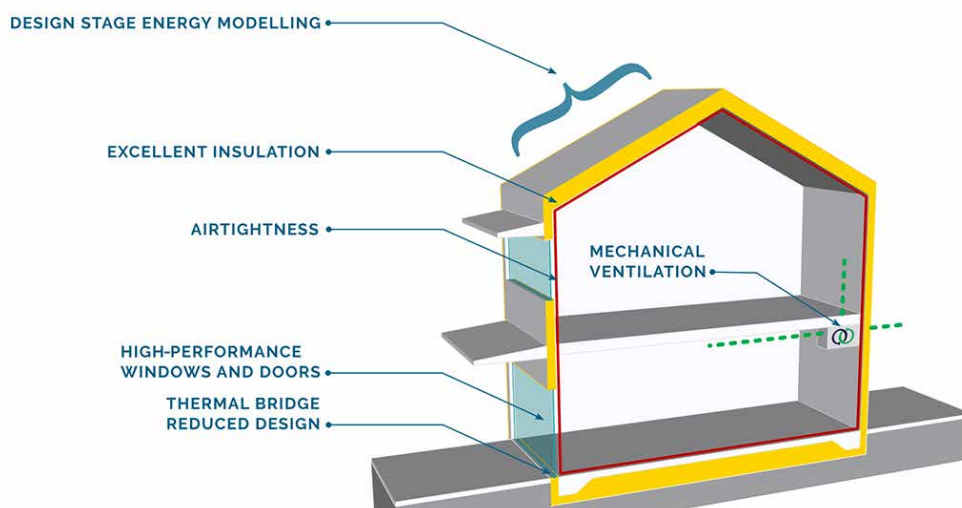 DESIGN STAGE ENERGY MODELLING
EXCELLENT INSULATION
AIRTIGHTNESS
MECHANICAL
VENTILATION
HIGH-PERFORMANCE
WINDOWS AND DOORS
THERMAL BRIDGE
REDUCED DESIGN